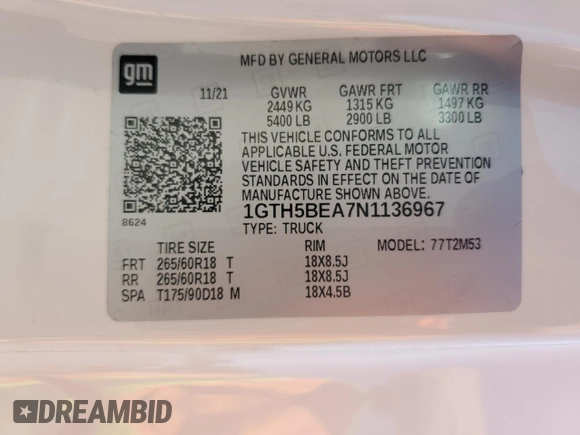 gm
MFD BY GENERAL MOTORS LLC
11/21 GVWR GAWR FRT GAWR RR
2449 KG 1315 KG 1497 KG
5400 LB 2900 LB 3300 LB
THIS VEHICLE CONFORMS TO ALL
APPLICABLE U.S. FEDERAL MOTOR
VEHICLE SAFETY AND THEFT PREVENTION
STANDARDS IN EFFECT ON THE DATE OF
MANUFACTURE SHOWN ABOVE.
8624 1GTH5BEA7N1136967
TYPE: TRUCK
TIRE SIZE RIM MODEL: 77T2M53
FRT 265/60R18 T 18X8.5J
RR 265/60R18 T 18X8.5J
SPA T175/90D18 M 18X4.5B
DREAMBID